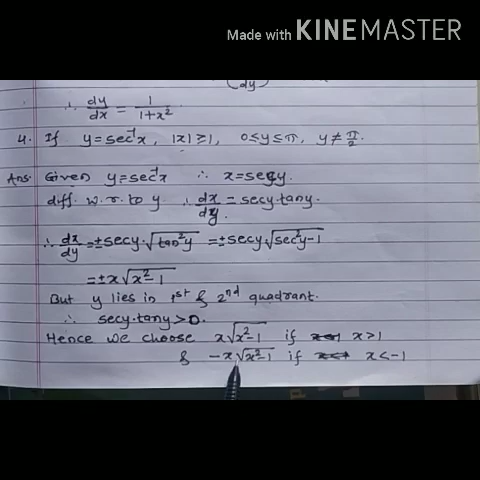 Made with KINEMASTER
dy
∴ dy/dx = 1/1+x²
4. If y=sec⁻¹x, |x|≥1, 0≤y≤π, y≠π/2.
Ans. Given y=sec⁻¹x ∴ x=secy.
diff. w.r.to y. ∴ dx/dy = secy.tany.
∴ dx/dy = ±secy.√tan²y = ±secy√sec²y-1
= ±x√x²-1
But y lies in 1st & 2nd quadrant.
∴ secy.tany>0.
Hence we choose x√x²-1 if x>1
& -x√x²-1 if x<-1